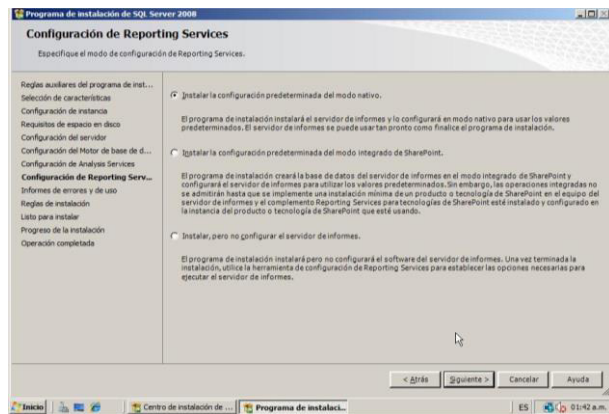 Programa de instalación de SQL Server 2008
Configuración de Reporting Services
Especifique el modo de configuración de Reporting Services.
Reglas auxiliares del programa de inst...
Selección de características
Configuración de instancia
Requisitos de espacio en disco
Configuración del servidor
Configuración del Motor de base de d...
Configuración de Analysis Services
Configuración de Reporting Serv...
Informes de errores y de uso
Reglas de instalación
Listo para instalar
Progreso de la instalación
Operación completada
Instalar la configuración predeterminada del modo nativo.
El programa de instalación instalará el servidor de informes y lo configurará en modo nativo para usar los valores
predeterminados. El servidor de informes se puede usar tan pronto como finalice el programa de instalación.
Instalar la configuración predeterminada del modo integrado de SharePoint.
El programa de instalación creará la base de datos del servidor de informes en el modo integrado de SharePoint y
configurará el servidor de informes para utilizar los valores predeterminados. Sin embargo, las operaciones integradas no
se admitirán hasta que se implemente una instalación mínima de un producto o tecnología de SharePoint en el equipo del
servidor de informes y el complemento Reporting Services para tecnologías de SharePoint esté instalado y configurado en
la instancia del producto o tecnología de SharePoint que esté usando.
Instalar, pero no configurar el servidor de informes.
El programa de instalación instalará pero no configurará el software del servidor de informes. Una vez terminada la
instalación, utilice la herramienta de configuración de Reporting Services para establecer las opciones necesarias para
ejecutar el servidor de informes.
< Atrás Siguiente > Cancelar Ayuda
Inicio Centro de instalación de ... Programa de instalaci... ES 01:42 a.m.